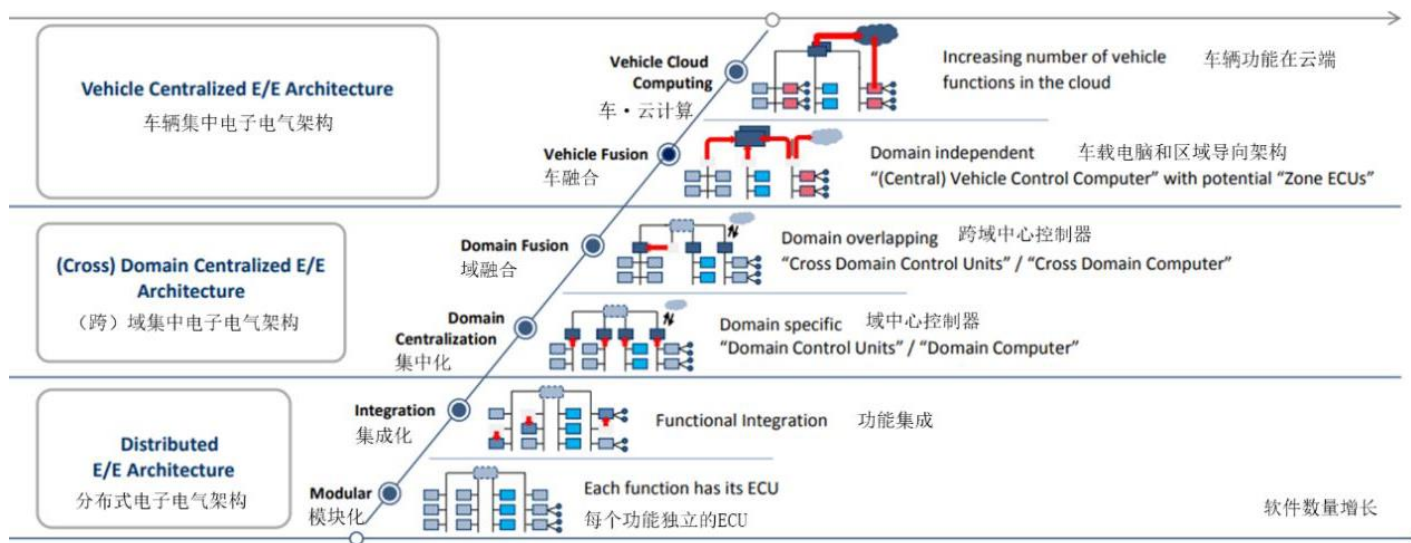 Vehicle Centralized E/E Architecture
车辆集中电子电气架构
Vehicle Cloud
Computing
车·云计算
Increasing number of vehicle 车辆功能在云端
functions in the cloud
Vehicle Fusion
车融合
Domain independent 车载电脑和区域导向架构
“(Central) Vehicle Control Computer” with potential “Zone ECUs”
(Cross) Domain Centralized E/E
Architecture
（跨）域集中电子电气架构
Domain Fusion
域融合
Domain overlapping 跨域中心控制器
“Cross Domain Control Units” / “Cross Domain Computer”
Domain
Centralization
集中化
Domain specific 域中心控制器
“Domain Control Units” / “Domain Computer”
Distributed
E/E Architecture
分布式电子电气架构
Integration
集成化
Functional Integration 功能集成
Modular
模块化
Each function has its ECU
每个功能独立的ECU
软件数量增长